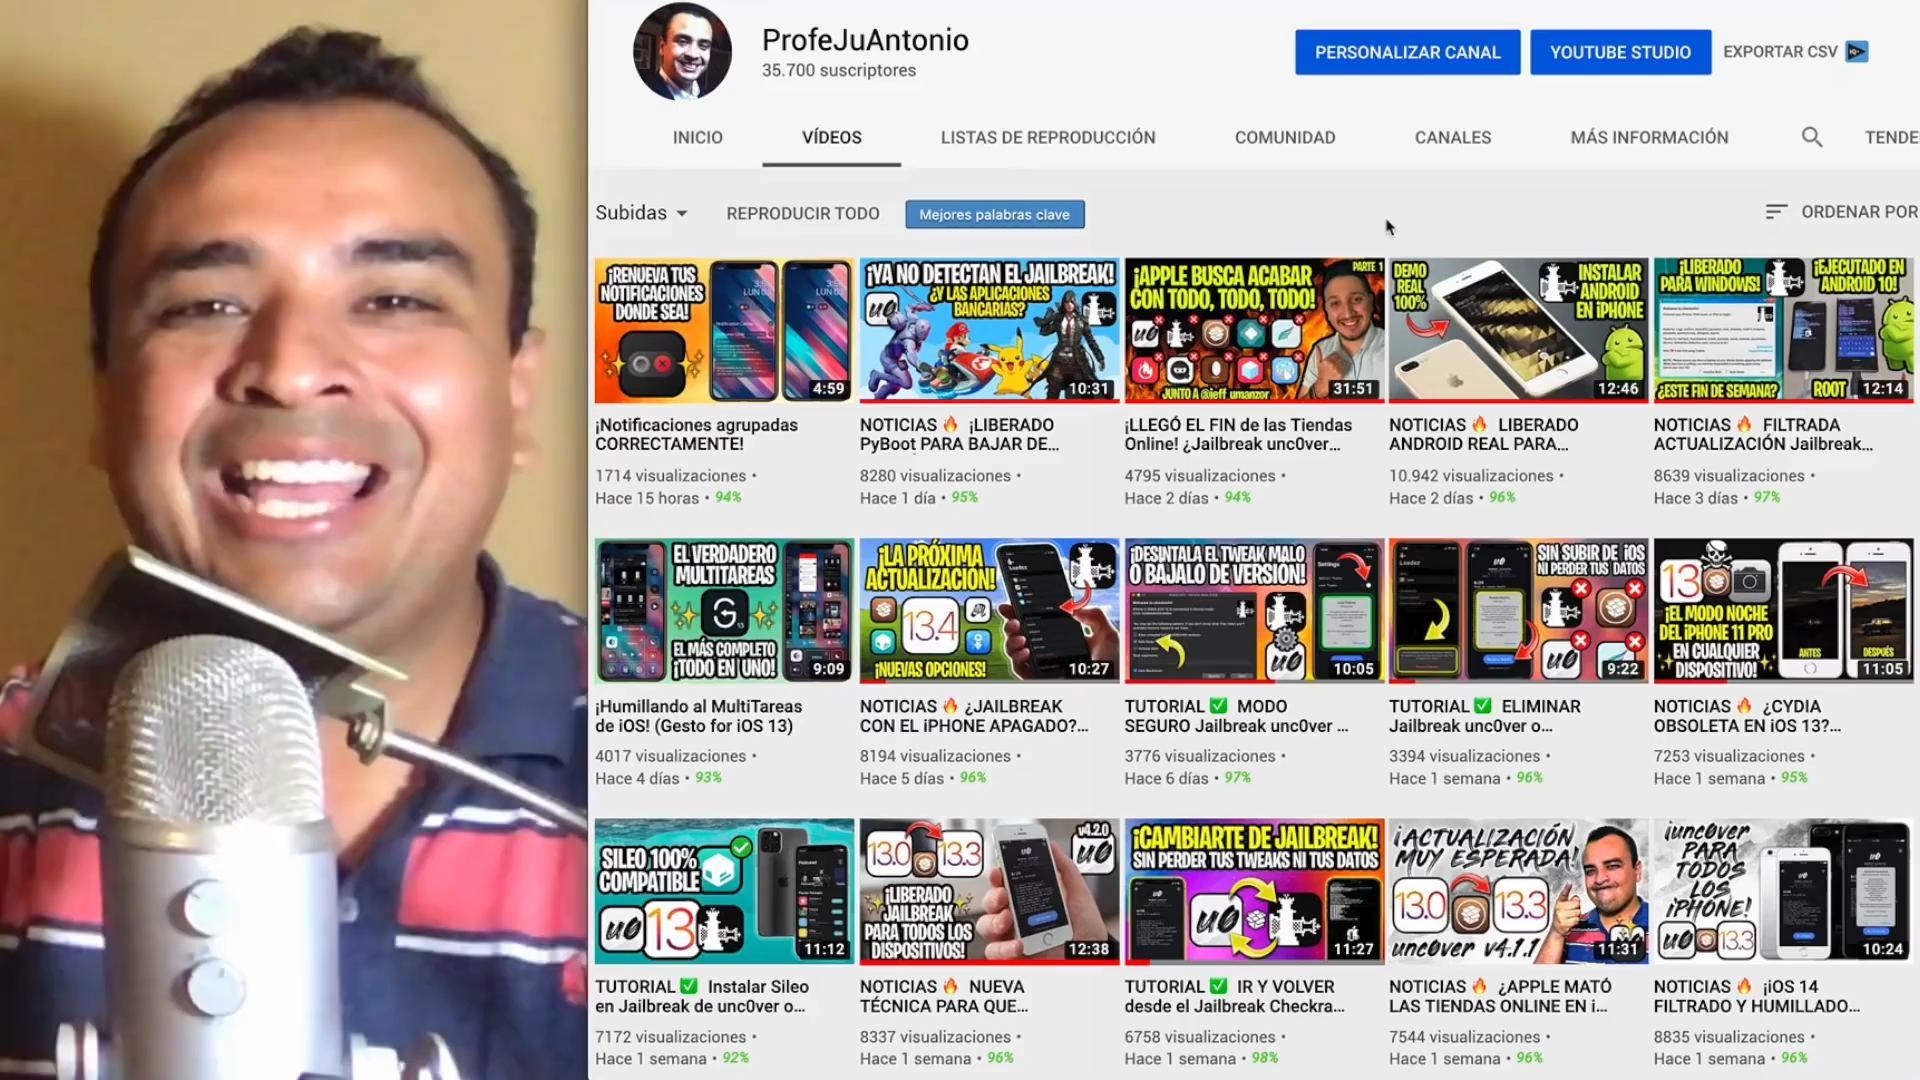 ProfeJuAntonio
35.700 suscriptores
PERSONALIZAR CANAL
YOUTUBE STUDIO
EXPORTAR CSV
INICIO
VÍDEOS
LISTAS DE REPRODUCCIÓN
COMUNIDAD
CANALES
MÁS INFORMACIÓN
TENDE
Subidas
REPRODUCIR TODO
Mejores palabras clave
ORDENAR POR
¡RENUEVA TUS
NOTIFICACIONES
DONDE SEA!
4:59
¡YA NO DETECTAN EL JAILBREAK!
¿Y LAS APLICACIONES
BANCARIAS?
10:31
PARTE 1
¡APPLE BUSCA ACABAR
CON TODO, TODO, TODO!
JUNTO A @jeff_umanzor
31:51
DEMO
REAL
100%
INSTALAR
ANDROID
EN iPHONE
12:46
¡LIBERADO
PARA WINDOWS!
¡EJECUTADO EN
ANDROID 10!
¿ESTE FIN DE SEMANA?
ROOT
12:14
¡Notificaciones agrupadas
CORRECTAMENTE!
1714 visualizaciones •
Hace 15 horas • 94%
NOTICIAS 🔥 ¡LIBERADO
PyBooT PARA BAJAR DE...
8280 visualizaciones •
Hace 1 día • 95%
¡LLEGÓ EL FIN de las Tiendas
Online! ¿Jailbreak unc0ver...
4795 visualizaciones •
Hace 2 días • 94%
NOTICIAS 🔥 LIBERADO
ANDROID REAL PARA...
10.942 visualizaciones •
Hace 2 días • 96%
NOTICIAS 🔥 FILTRADA
ACTUALIZACIÓN Jailbreak...
8639 visualizaciones •
Hace 3 días • 97%
EL VERDADERO
MULTITAREAS
G
13
EL MÁS COMPLETO
¡TODO EN UNO!
9:09
¡LA PRÓXIMA
ACTUALIZACIÓN!
13.4
¡NUEVAS OPCIONES!
10:27
¡DESINTALA EL TWEAK MALO
O BAJALO DE VERSION!
u0
10:05
SIN SUBIR DE iOS
NI PERDER TUS DATOS
u0
9:22
13
¡EL MODO NOCHE
DEL iPHONE 11 PRO
EN CUALQUIER
DISPOSITIVO!
ANTES
DESPUÉS
11:05
¡Humillando al MultiTareas
de iOS! (Gesto for iOS 13)
4017 visualizaciones •
Hace 4 días • 93%
NOTICIAS 🔥 ¿JAILBREAK
CON EL iPHONE APAGADO?...
8194 visualizaciones •
Hace 5 días • 96%
TUTORIAL ✅ MODO
SEGURO Jailbreak unc0ver ...
3776 visualizaciones •
Hace 6 días • 97%
TUTORIAL ✅ ELIMINAR
Jailbreak unc0ver o...
3394 visualizaciones •
Hace 1 semana • 96%
NOTICIAS 🔥 ¿CYDIA
OBSOLETA EN iOS 13?...
7253 visualizaciones •
Hace 1 semana • 95%
SILEO 100%
COMPATIBLE
u0 13
11:12
13.0 13.3
v4.2.0
u0
¡LIBERADO
JAILBREAK
PARA TODOS LOS
DISPOSITIVOS!
12:38
¡CAMBIARTE DE JAILBREAK!
SIN PERDER TUS TWEAKS NI TUS DATOS
u0
11:27
¡ACTUALIZACIÓN
MUY ESPERADA!
13.0 13.3
unc0ver v4.1.1
11:31
¡unc0ver
PARA
TODOS
LOS
iPHONE!
u0 13.3
10:24
TUTORIAL ✅ Instalar Sileo
en Jailbreak de unc0ver o...
7172 visualizaciones •
Hace 1 semana • 92%
NOTICIAS 🔥 NUEVA
TÉCNICA PARA QUE...
8337 visualizaciones •
Hace 1 semana • 96%
TUTORIAL ✅ IR Y VOLVER
desde el Jailbreak Checkra...
6758 visualizaciones •
Hace 1 semana • 98%
NOTICIAS 🔥 ¿APPLE MATÓ
LAS TIENDAS ONLINE EN i...
7544 visualizaciones •
Hace 1 semana • 96%
NOTICIAS 🔥 ¡iOS 14
FILTRADO Y HUMILLADO...
8835 visualizaciones •
Hace 1 semana • 96%